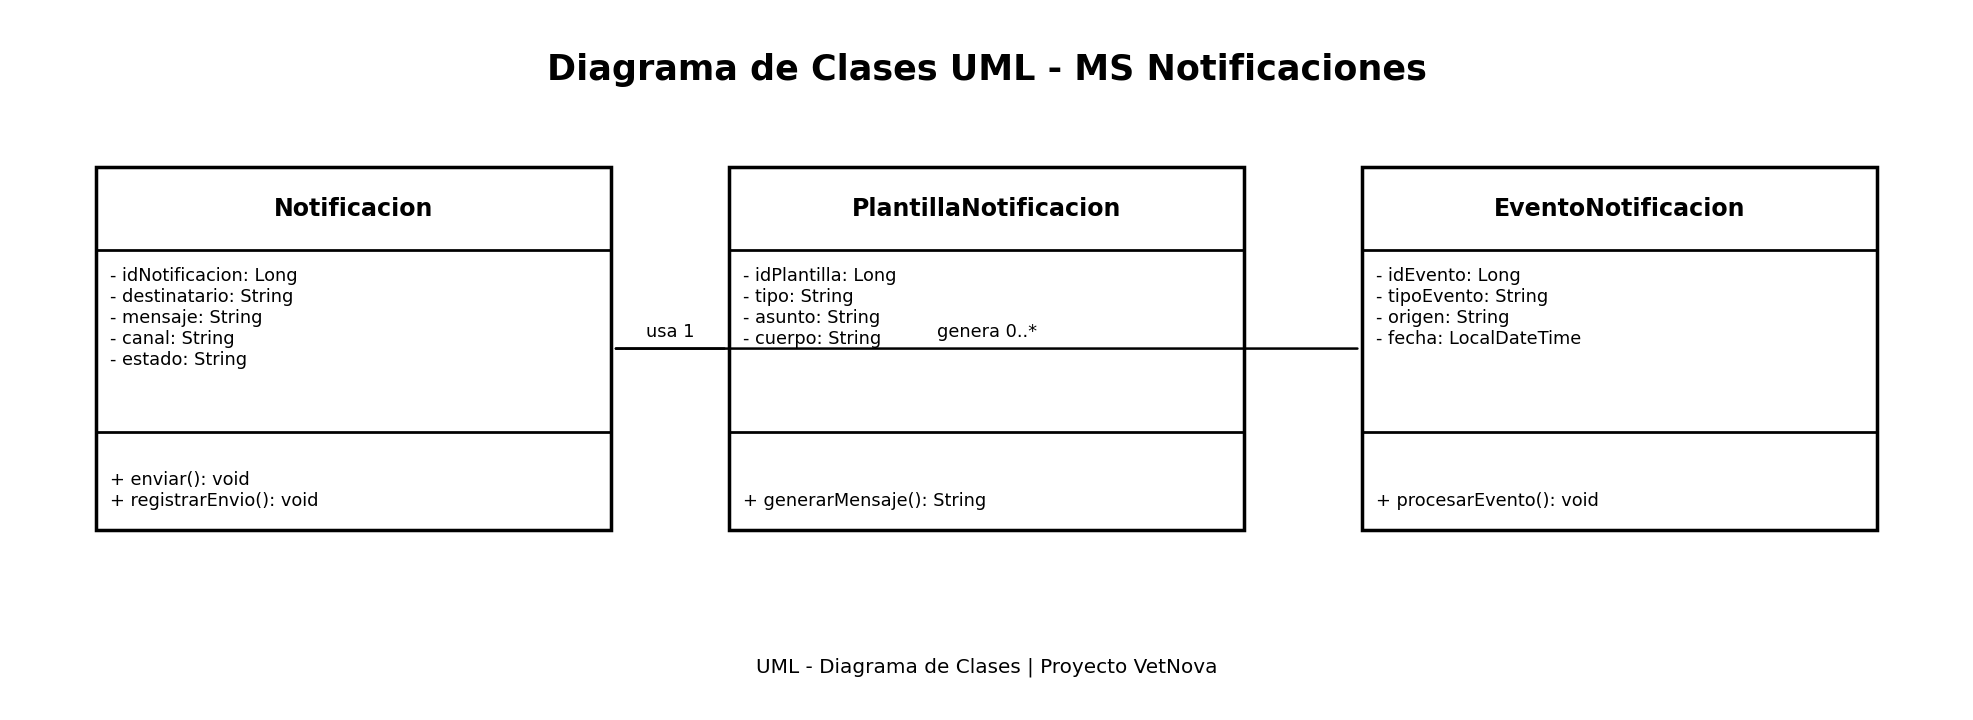 Diagrama de Clases UML - MS Notificaciones
Notificacion
- idNotificacion: Long
- destinatario: String
- mensaje: String
- canal: String
- estado: String
+ enviar(): void
+ registrarEnvio(): void
usa 1
PlantillaNotificacion
- idPlantilla: Long
- tipo: String
- asunto: String
- cuerpo: String
genera 0..*
+ generarMensaje(): String
EventoNotificacion
- idEvento: Long
- tipoEvento: String
- origen: String
- fecha: LocalDateTime
+ procesarEvento(): void
UML - Diagrama de Clases | Proyecto VetNova